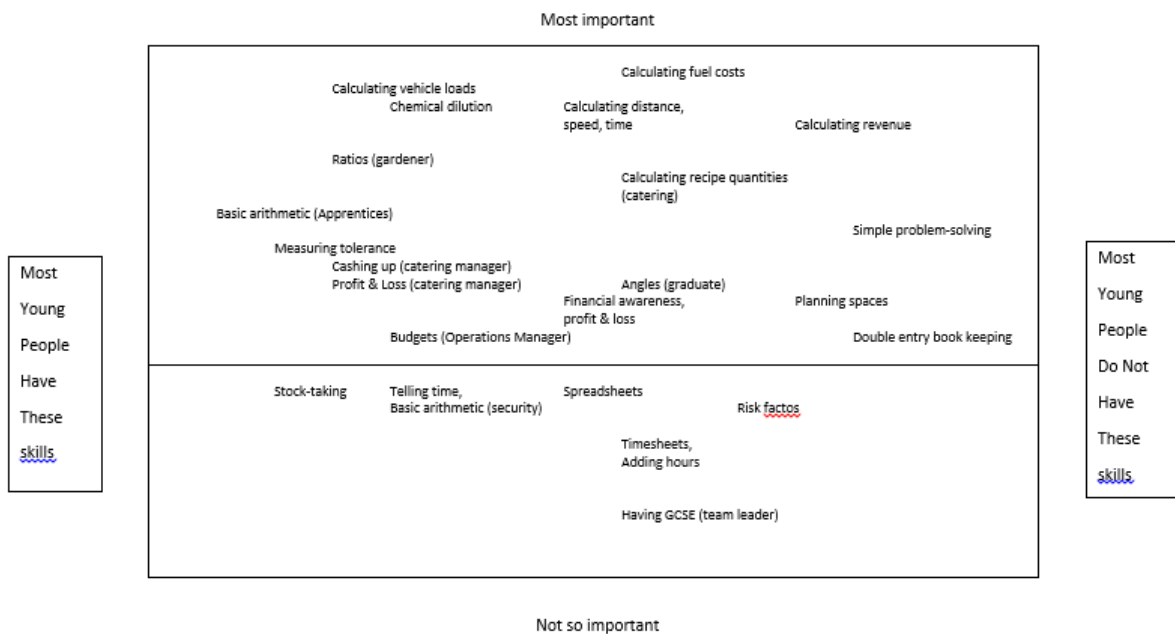 Most important
Calculating fuel costs
Calculating vehicle loads
Chemical dilution
Calculating distance,
speed, time
Calculating revenue
Ratios (gardener)
Calculating recipe quantities
(catering)
Basic arithmetic (Apprentices)
Simple problem-solving
Measuring tolerance
Cashing up (catering manager)
Profit & Loss (catering manager)
Angles (graduate)
Financial awareness,
profit & loss
Planning spaces
Budgets (Operations Manager)
Double entry book keeping
Stock-taking
Telling time,
Basic arithmetic (security)
Spreadsheets
Risk factos
Timesheets,
Adding hours
Having GCSE (team leader)
Most
Young
People
Have
These
skills
Most
Young
People
Do Not
Have
These
skills
Not so important